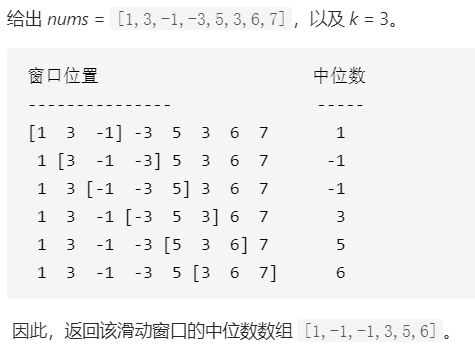 给出 nums = [1,3,-1,-3,5,3,6,7]，以及 k = 3。
窗口位置 中位数
--------------- -----
[1 3 -1] -3 5 3 6 7 1
1 [3 -1 -3] 5 3 6 7 -1
1 3 [-1 -3 5] 3 6 7 -1
1 3 -1 [-3 5 3] 6 7 3
1 3 -1 -3 [5 3 6] 7 5
1 3 -1 -3 5 [3 6 7] 6
因此，返回该滑动窗口的中位数数组 [1,-1,-1,3,5,6]。